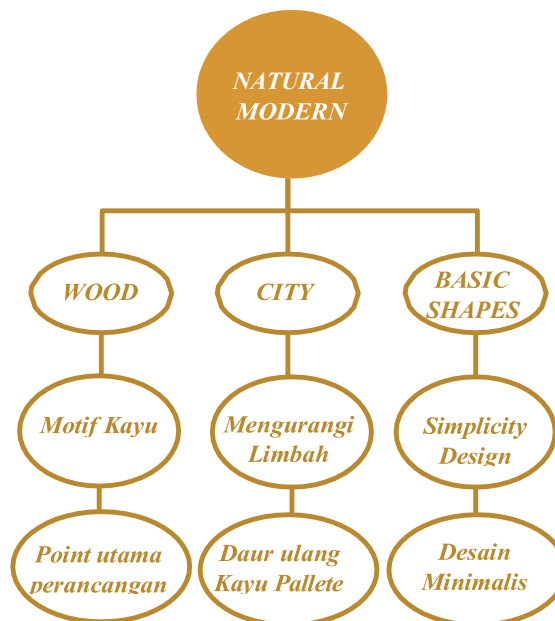 NATURAL
MODERN
WOOD
CITY
BASIC
SHAPES
Motif Kayu
Mengurangi
Limbah
Simplicity
Design
Point utama
perancangan
Daur ulang
Kayu Pallete
Desain
Minimalis